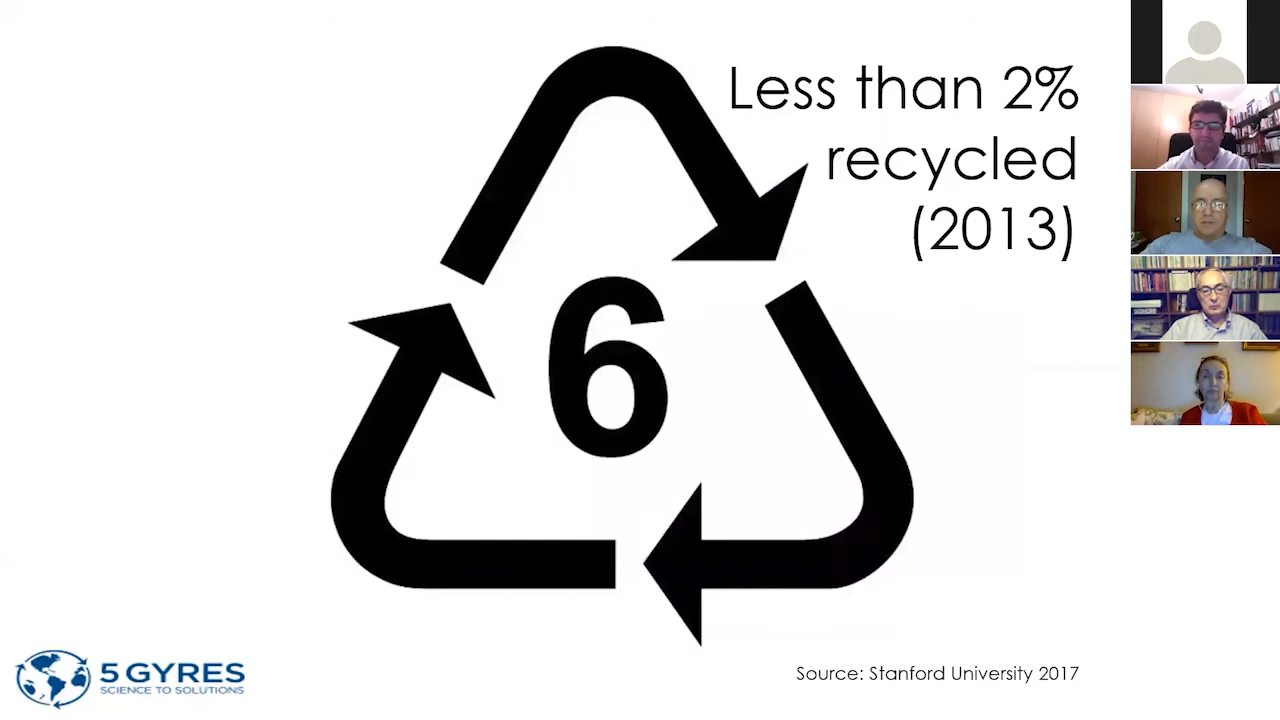 Less than 2%
recycled
(2013)
6
5 GYRES
SCIENCE TO SOLUTIONS
Source: Stanford University 2017